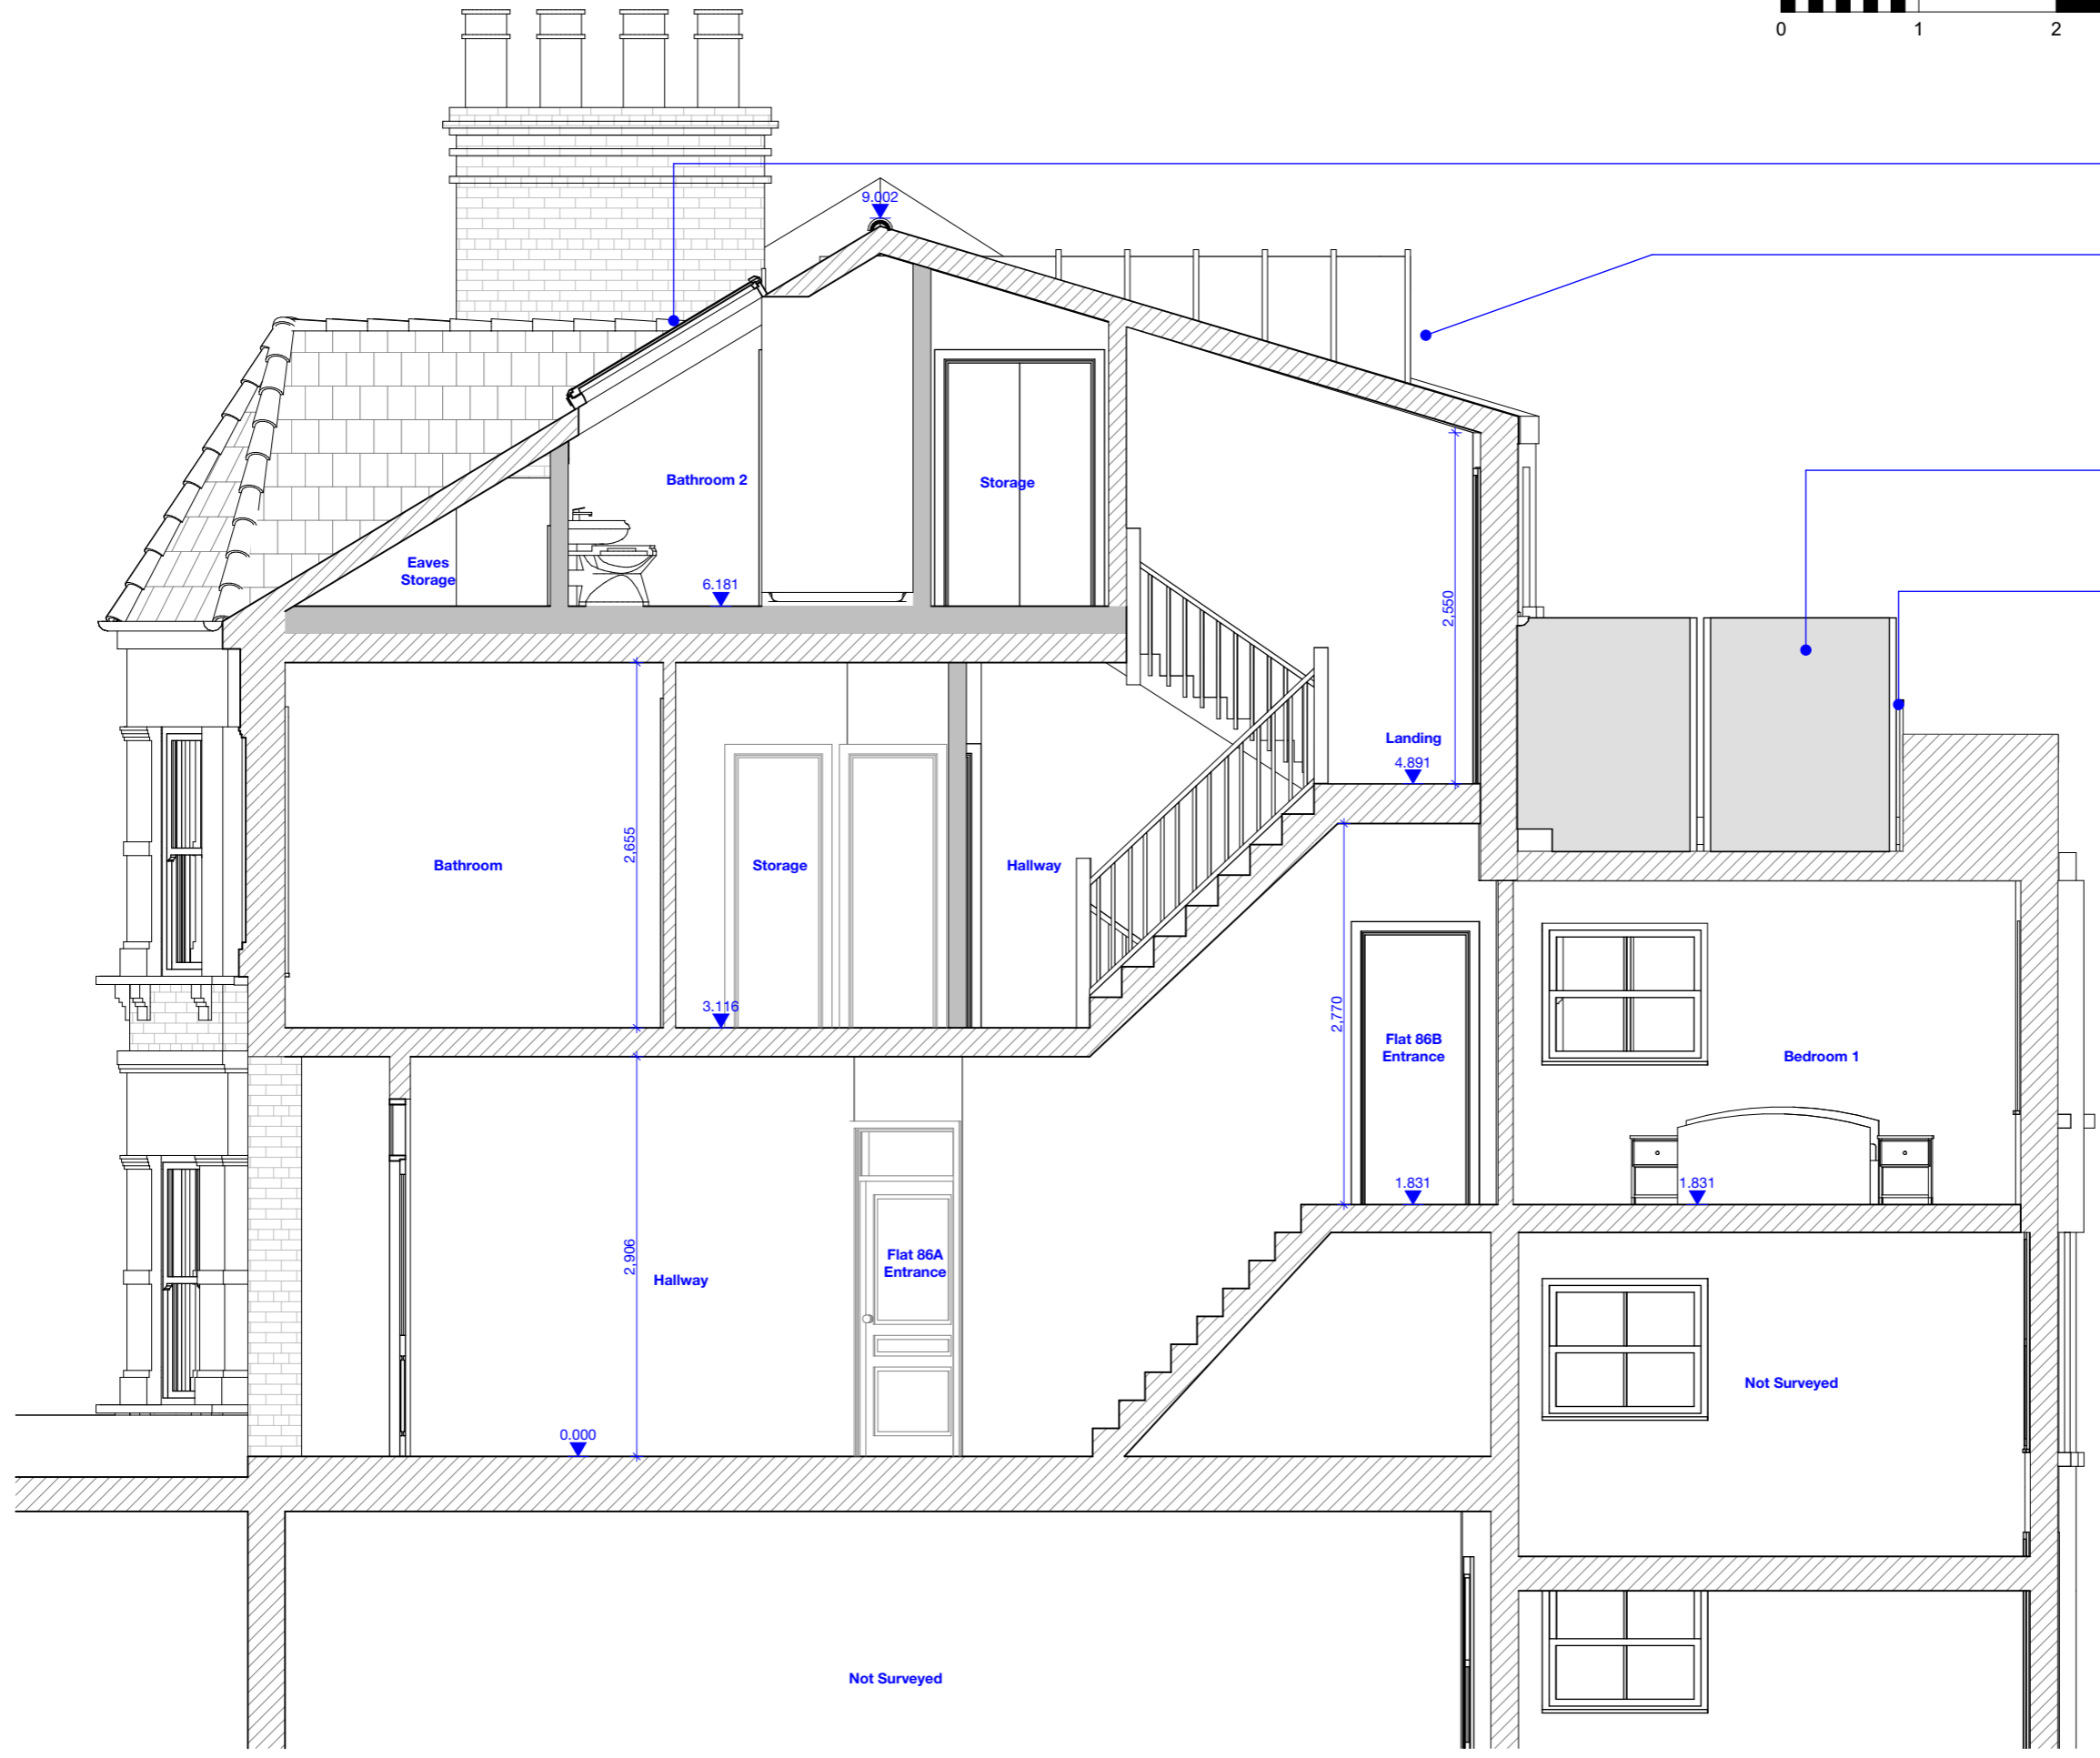 0 1 2
9.002
Bathroom 2
Storage
Eaves
Storage
6.181
2,550
Landing
4.891
2,655
Bathroom
Storage
Hallway
3.116
2,770
Flat 86B
Entrance
Bedroom 1
1.831
1.831
2,906
Hallway
Flat 86A
Entrance
Not Surveyed
0.000
Not Surveyed